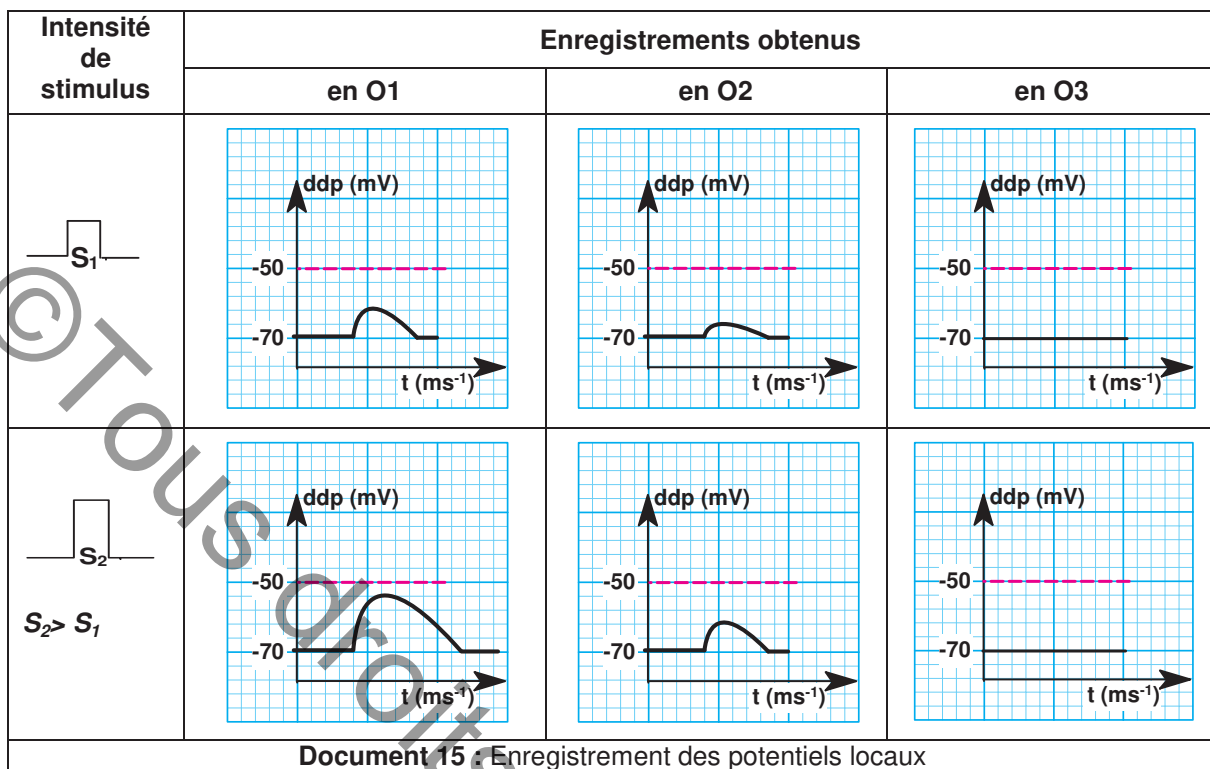 Intensité
de
stimulus
Enregistrements obtenus
en O1
en O2
en O3
S1
ddp (mV)
-50
-70
t (ms-1)
ddp (mV)
-50
-70
t (ms-1)
ddp (mV)
-50
-70
t (ms-1)
S2
S2> S1
ddp (mV)
-50
-70
t (ms-1)
ddp (mV)
-50
-70
t (ms-1)
ddp (mV)
-50
-70
t (ms-1)
©Tous droits
Document 15 : Enregistrement des potentiels locaux